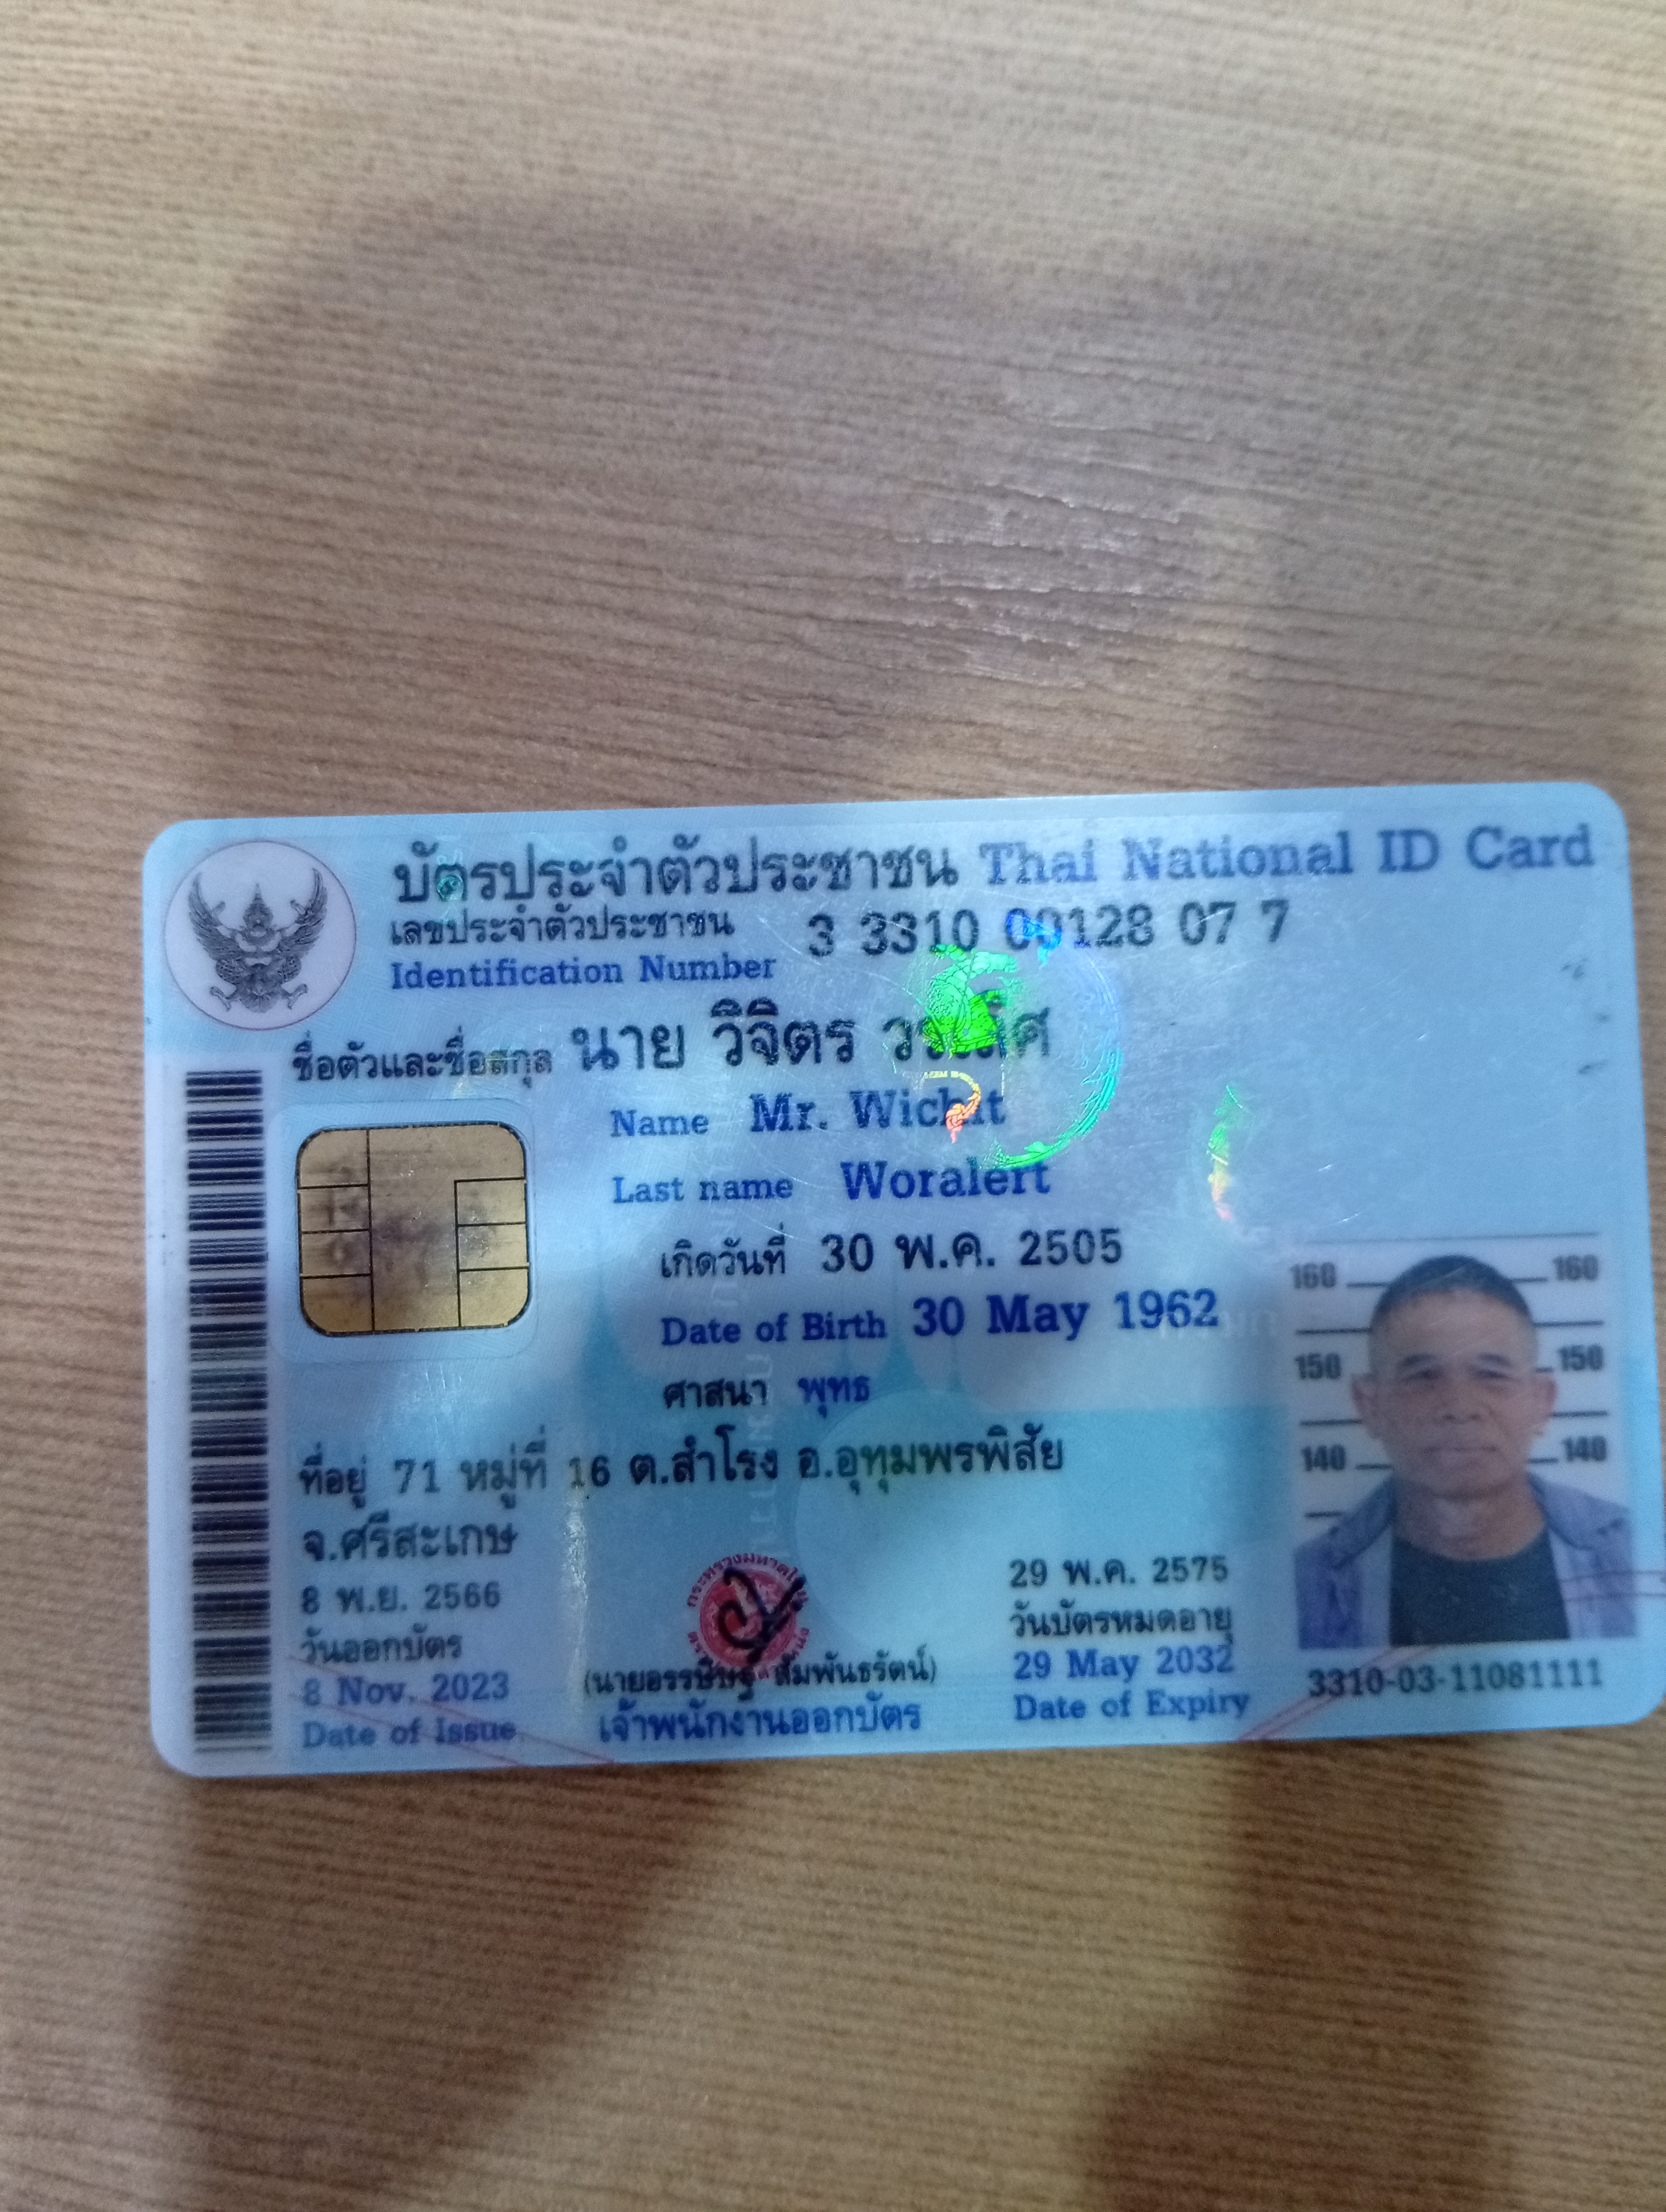 บัตรประจำตัวประชาชน Thai National ID Card
เลขประจำตัวประชาชน 3 3310 00128 07 7
Identification Number
ชื่อตัวและชื่อสกุล นาย วิจิตร
Name Mr. Wichit
Last name Woralert
เกิดวันที่ 30 พ.ค. 2505
Date of Birth 30 May 1962
ศาสนา พุทธ
ที่อยู่ 71 หมู่ที่ 16 ต.สำโรง อ.อุทุมพรพิสัย
จ.ศรีสะเกษ
8 พ.ย. 2566
วันออกบัตร
8 Nov. 2023
Date of Issue
สัมพันธรัตน์)
เจ้าพนักงานออกบัตร
29 พ.ค. 2575
วันบัตรหมดอายุ
29 May 2032
Date of Expiry
160 160
150 150
140 140
3310-03-11081111